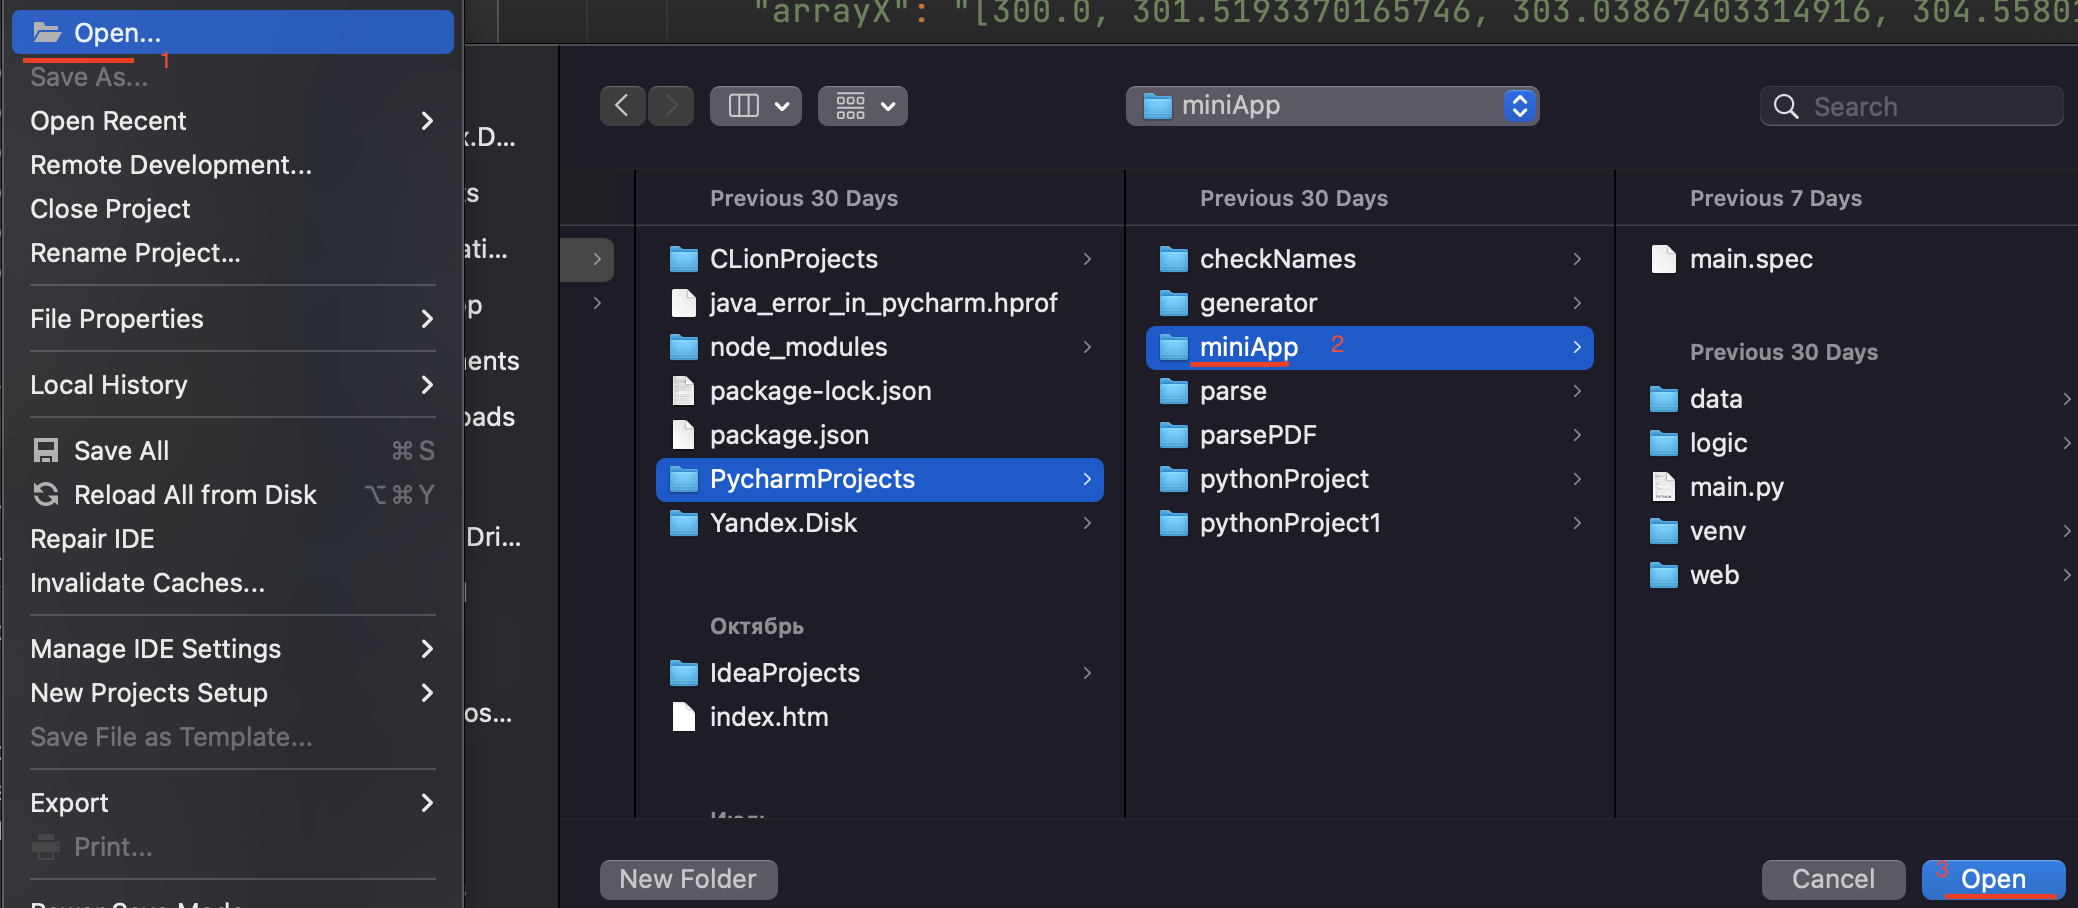 "arrayX": "[300.0, 301.5193370165746, 303.03867403314916, 304.5580
Open...
1
Save As...
Open Recent
Remote Development...
Close Project
Rename Project...
File Properties
Local History
Save All ⌘S
Reload All from Disk ⌥⌘Y
Repair IDE
Invalidate Caches...
Manage IDE Settings
New Projects Setup
Save File as Template...
Export
Print...
Power Save Mode
.D...
ts
ati...
op
ents
oads
Dri...
os...
miniApp
Search
Previous 30 Days
CLionProjects
java_error_in_pycharm.hprof
node_modules
package-lock.json
package.json
PycharmProjects
Yandex.Disk
Октябрь
IdeaProjects
index.htm
Previous 30 Days
checkNames
generator
miniApp 2
parse
parsePDF
pythonProject
pythonProject1
Previous 7 Days
main.spec
Previous 30 Days
data
logic
main.py
venv
web
New Folder
Cancel
3 Open